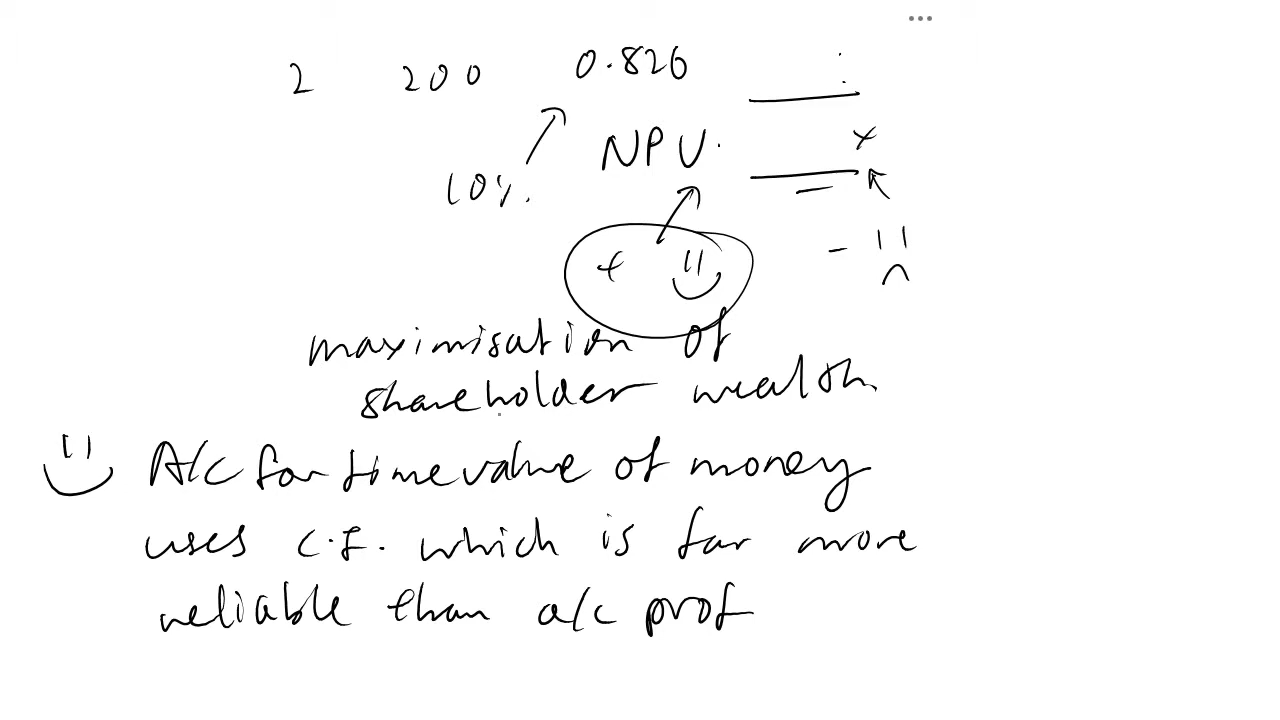 2 200 0.826
NPU. x
10%.
+ -
maximisation of
shareholder wealth
A/C for time value of money
uses C.F. which is far more
reliable than a/c prof